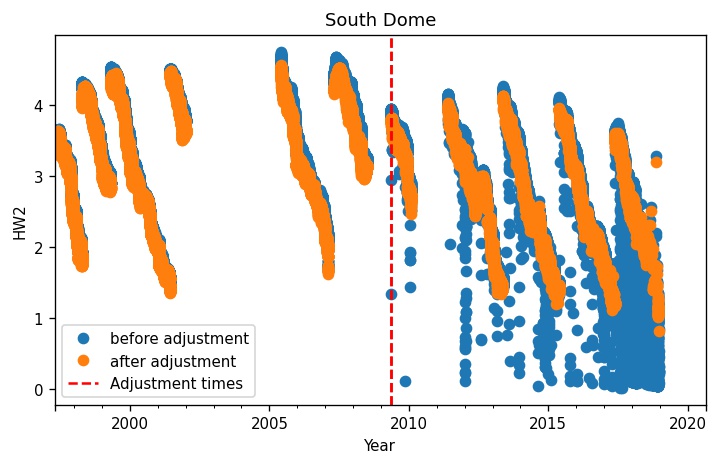 South Dome
HW2
4
3
2
1
0
before adjustment
after adjustment
Adjustment times
2000
2005
2010
2015
2020
Year